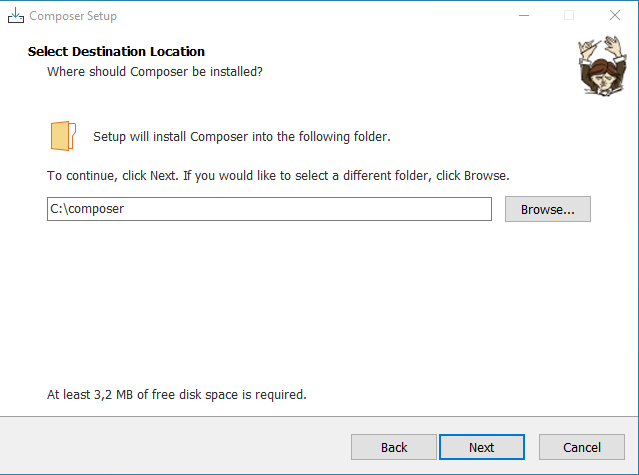 Composer Setup
Select Destination Location
Where should Composer be installed?
Setup will install Composer into the following folder.
To continue, click Next. If you would like to select a different folder, click Browse.
C:\composer
Browse...
At least 3,2 MB of free disk space is required.
Back
Next
Cancel